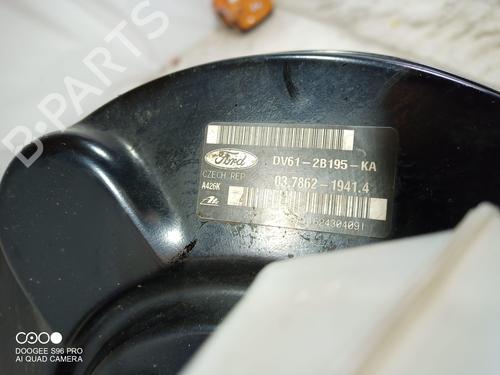 B-PARTS
Ford
DV61-2B195-KA
CZECH REP
03.7862-1941.4
A426K
Z
DOOGEE S96 PRO
AI QUAD CAMERA